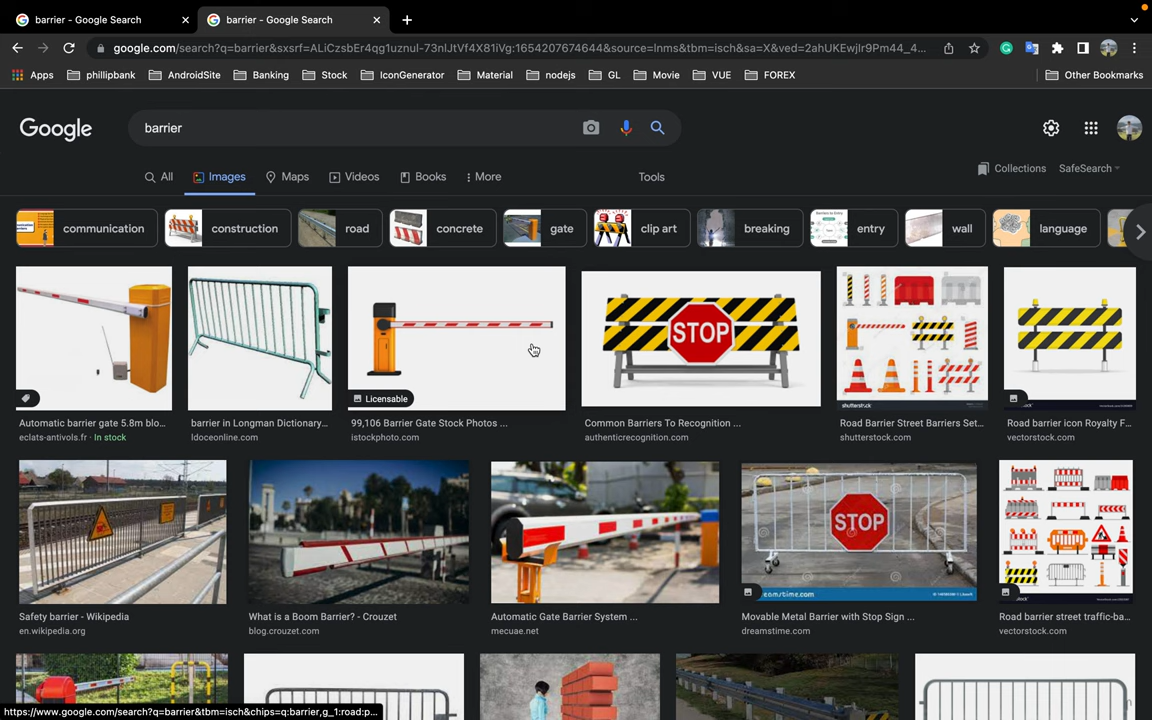 barrier - Google Search
barrier - Google Search
google.com/search?q=barrier&sxsrf=ALiCzsbEr4qg1uznul-73nlJtVf4X81iVg:1654207674644&source=lnms&tbm=isch&sa=X&ved=2ahUKEwjlr9Pm44_4...
Apps
phillipbank
AndroidSite
Banking
Stock
IconGenerator
Material
nodejs
GL
Movie
VUE
FOREX
Other Bookmarks
Google
barrier
All
Images
Maps
Videos
Books
More
Tools
Collections
SafeSearch
communication
construction
road
concrete
gate
clip art
breaking
entry
wall
language
STOP
Licensable
shutterstock
Automatic barrier gate 5.8m blo...
eclats-antivols.fr · In stock
barrier in Longman Dictionary...
ldoceonline.com
99,106 Barrier Gate Stock Photos ...
istockphoto.com
Common Barriers To Recognition ...
authenticrecognition.com
Road Barrier Street Barriers Set...
shutterstock.com
Road barrier icon Royalty F...
vectorstock.com
STOP
dreamstime.com
Safety barrier - Wikipedia
en.wikipedia.org
What is a Boom Barrier? - Crouzet
blog.crouzet.com
Automatic Gate Barrier System ...
mecuae.net
Movable Metal Barrier with Stop Sign ...
dreamstime.com
Road barrier street traffic-ba...
vectorstock.com
https://www.google.com/search?q=barrier&tbm=isch&chips=q:barrier,g_1:road:p...